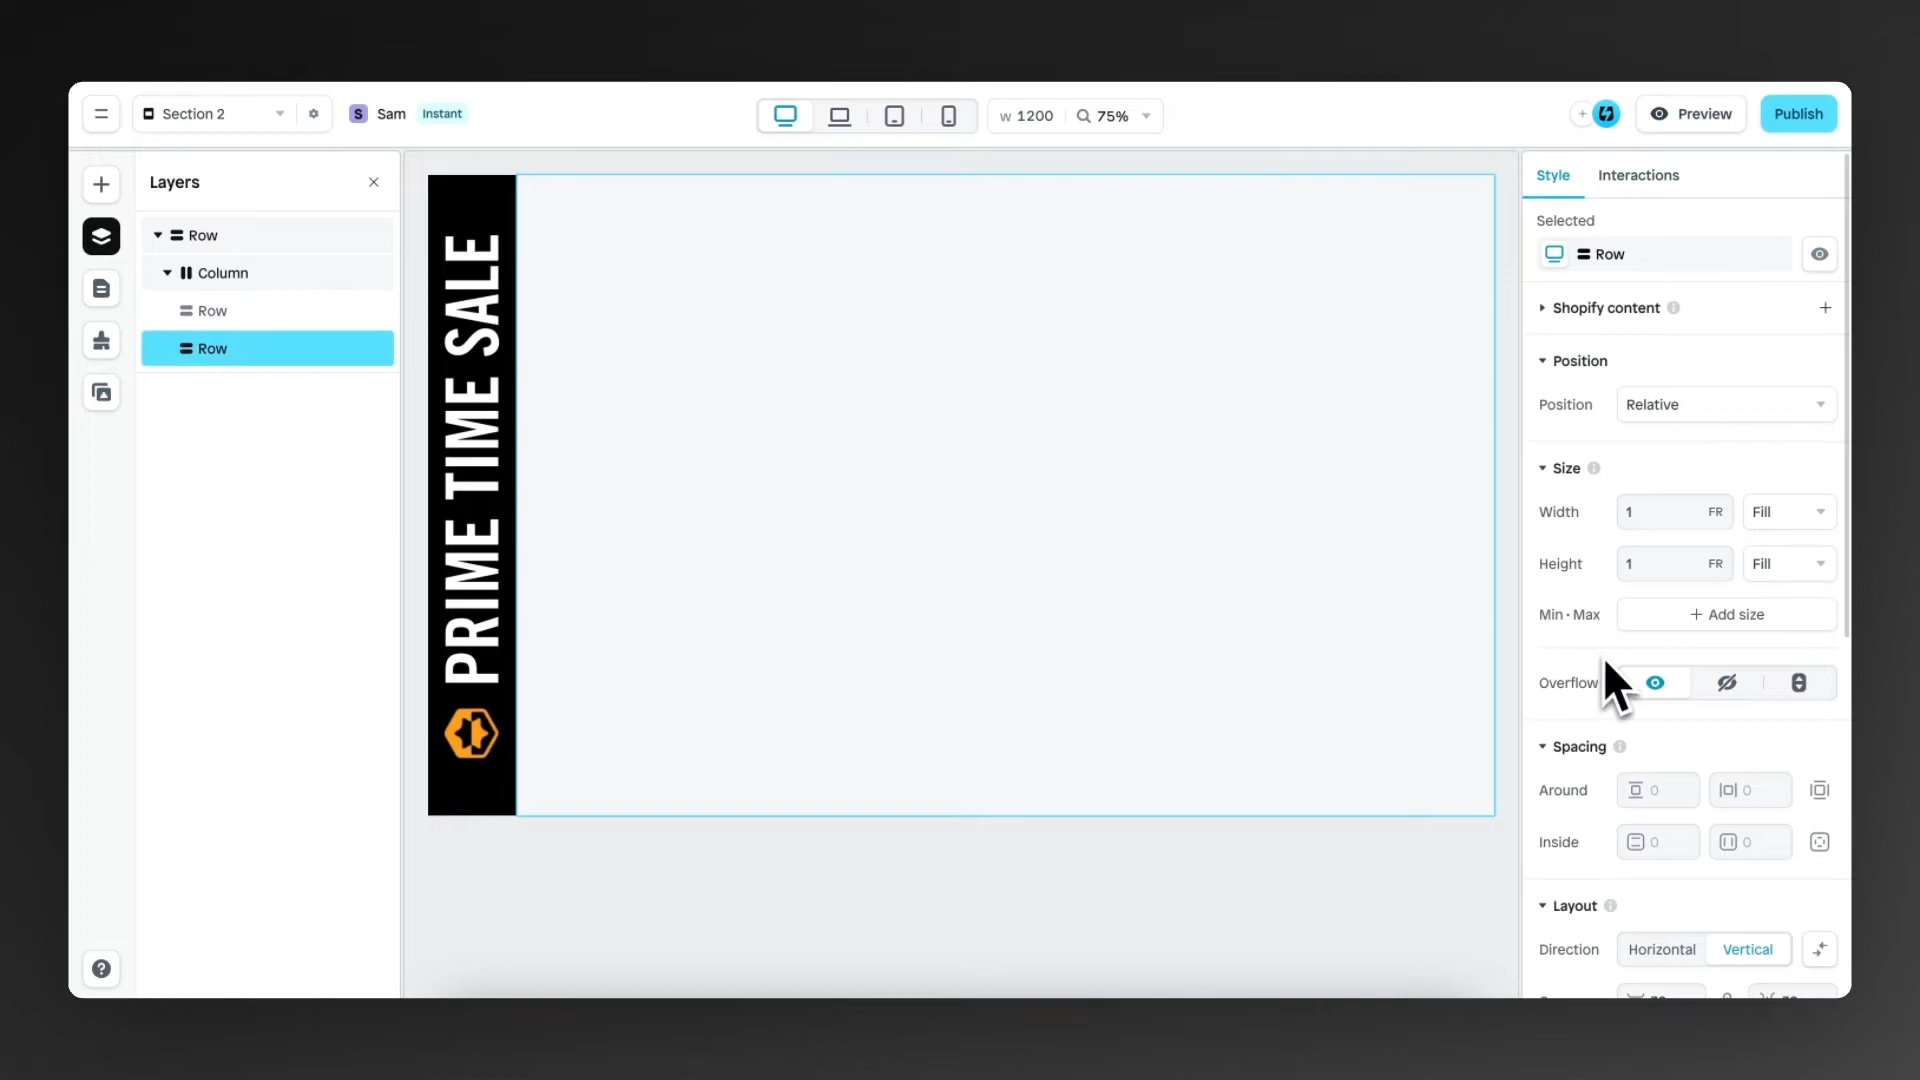 Section 2
S Sam Instant
w 1200
75%
Preview
Publish
Layers
Row
Column
Row
Row
PRIME TIME SALE
Style
Interactions
Selected
Row
Shopify content
Position
Position Relative
Size
Width 1 FR Fill
Height 1 FR Fill
Min · Max + Add size
Overflow
Spacing
Around 0 0
Inside 0 0
Layout
Direction Horizontal Vertical